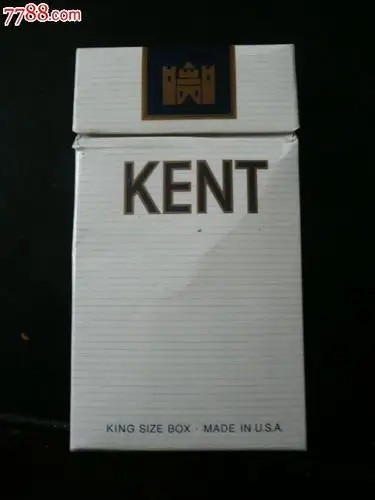 7788.com
KENT
KING SIZE BOX · MADE IN U.S.A.